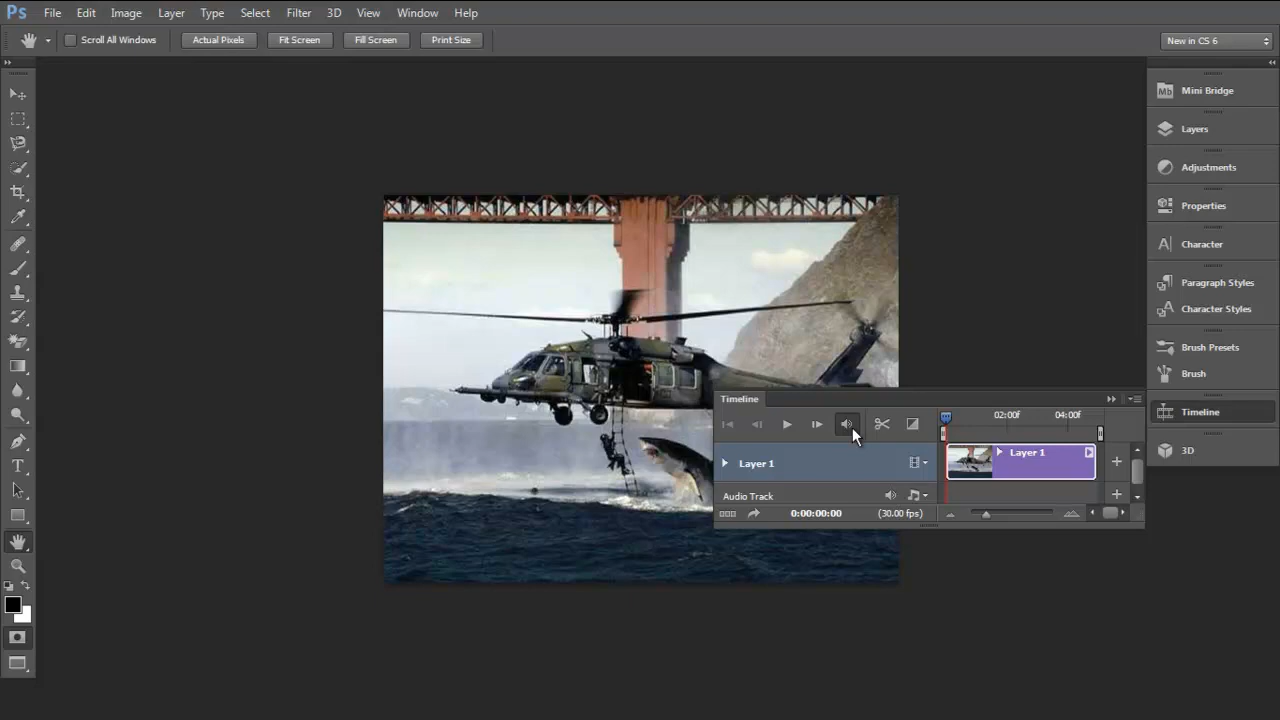 Ps File Edit Image Layer Type Select Filter 3D View Window Help
Scroll All Windows Actual Pixels Fit Screen Fill Screen Print Size New in CS 6
Mb Mini Bridge
Layers
Adjustments
Properties
A Character
Paragraph Styles
A Character Styles
Brush Presets
Brush
Timeline
3D
Timeline
02:00f 04:00f
Layer 1 Layer 1
Audio Track
0:00:00:00 (30.00 fps)
T